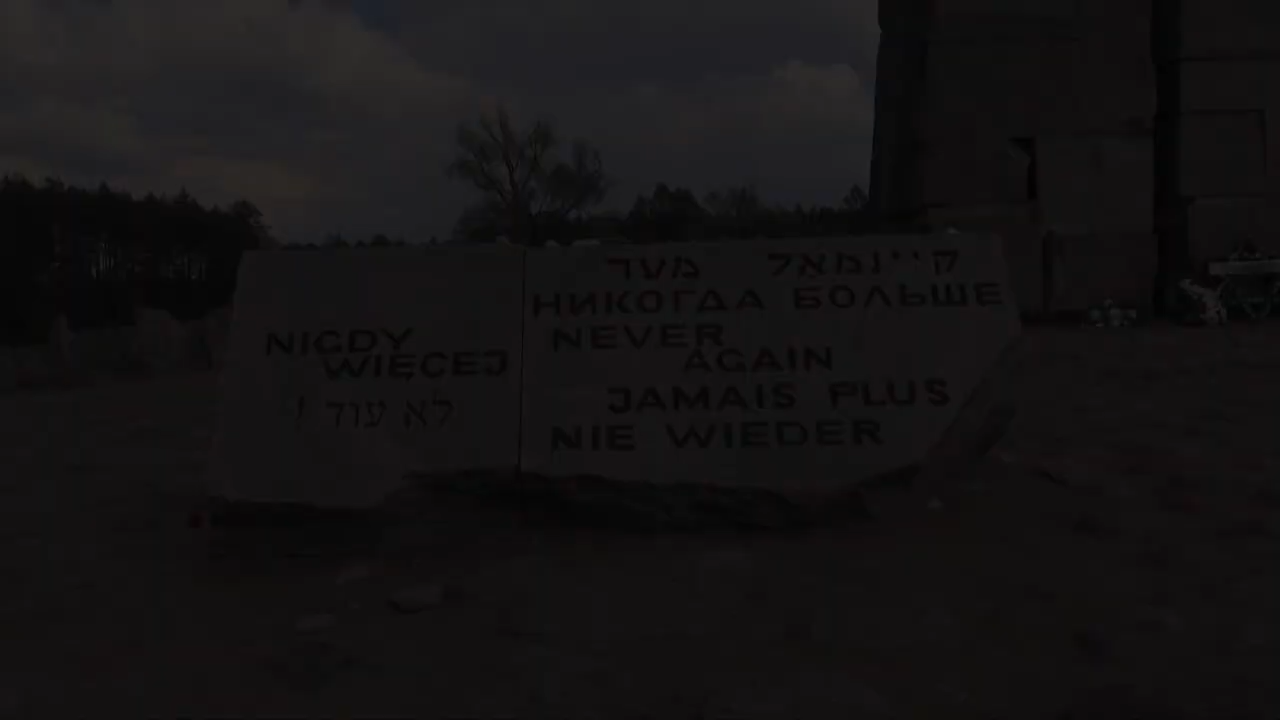 NIGDY
WIĘCEJ
לא עוד !
קיינמאל מער
НИКОГДА БОЛЬШЕ
NEVER
AGAIN
JAMAIS PLUS
NIE WIEDER